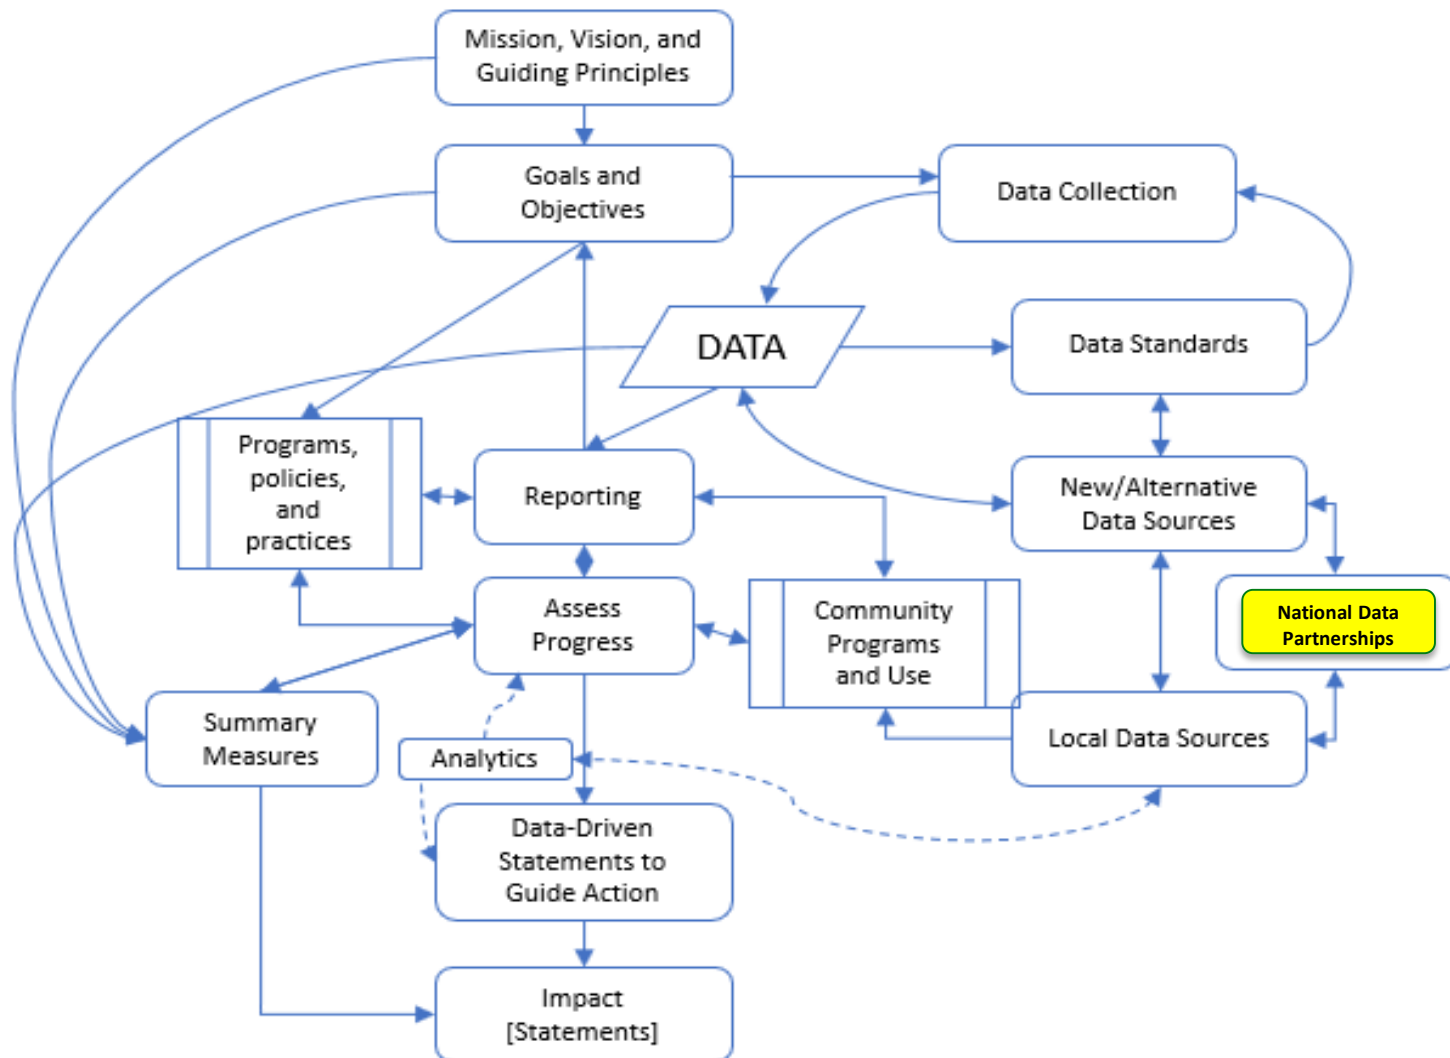 Mission, Vision, and
Guiding Principles
Goals and
Objectives
Data Collection
DATA
Data Standards
Programs,
policies,
and
practices
Reporting
New/Alternative
Data Sources
Assess
Progress
Community
Programs
and Use
National Data
Partnerships
Summary
Measures
Analytics
Local Data Sources
Data-Driven
Statements to
Guide Action
Impact
[Statements]